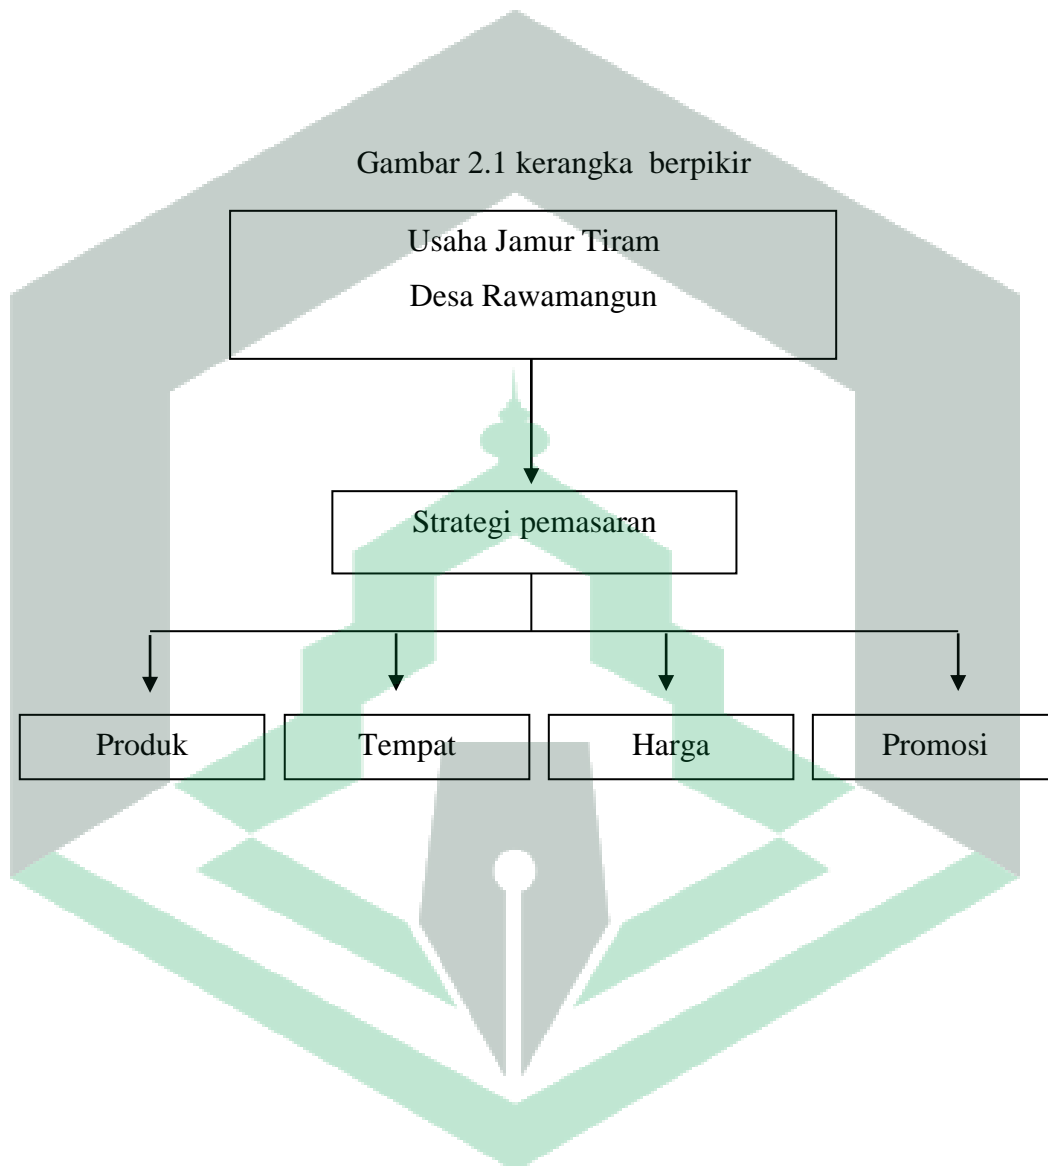 Gambar 2.1 kerangka berpikir
Usaha Jamur Tiram
Desa Rawamangun
Strategi pemasaran
Produk
Tempat
Harga
Promosi